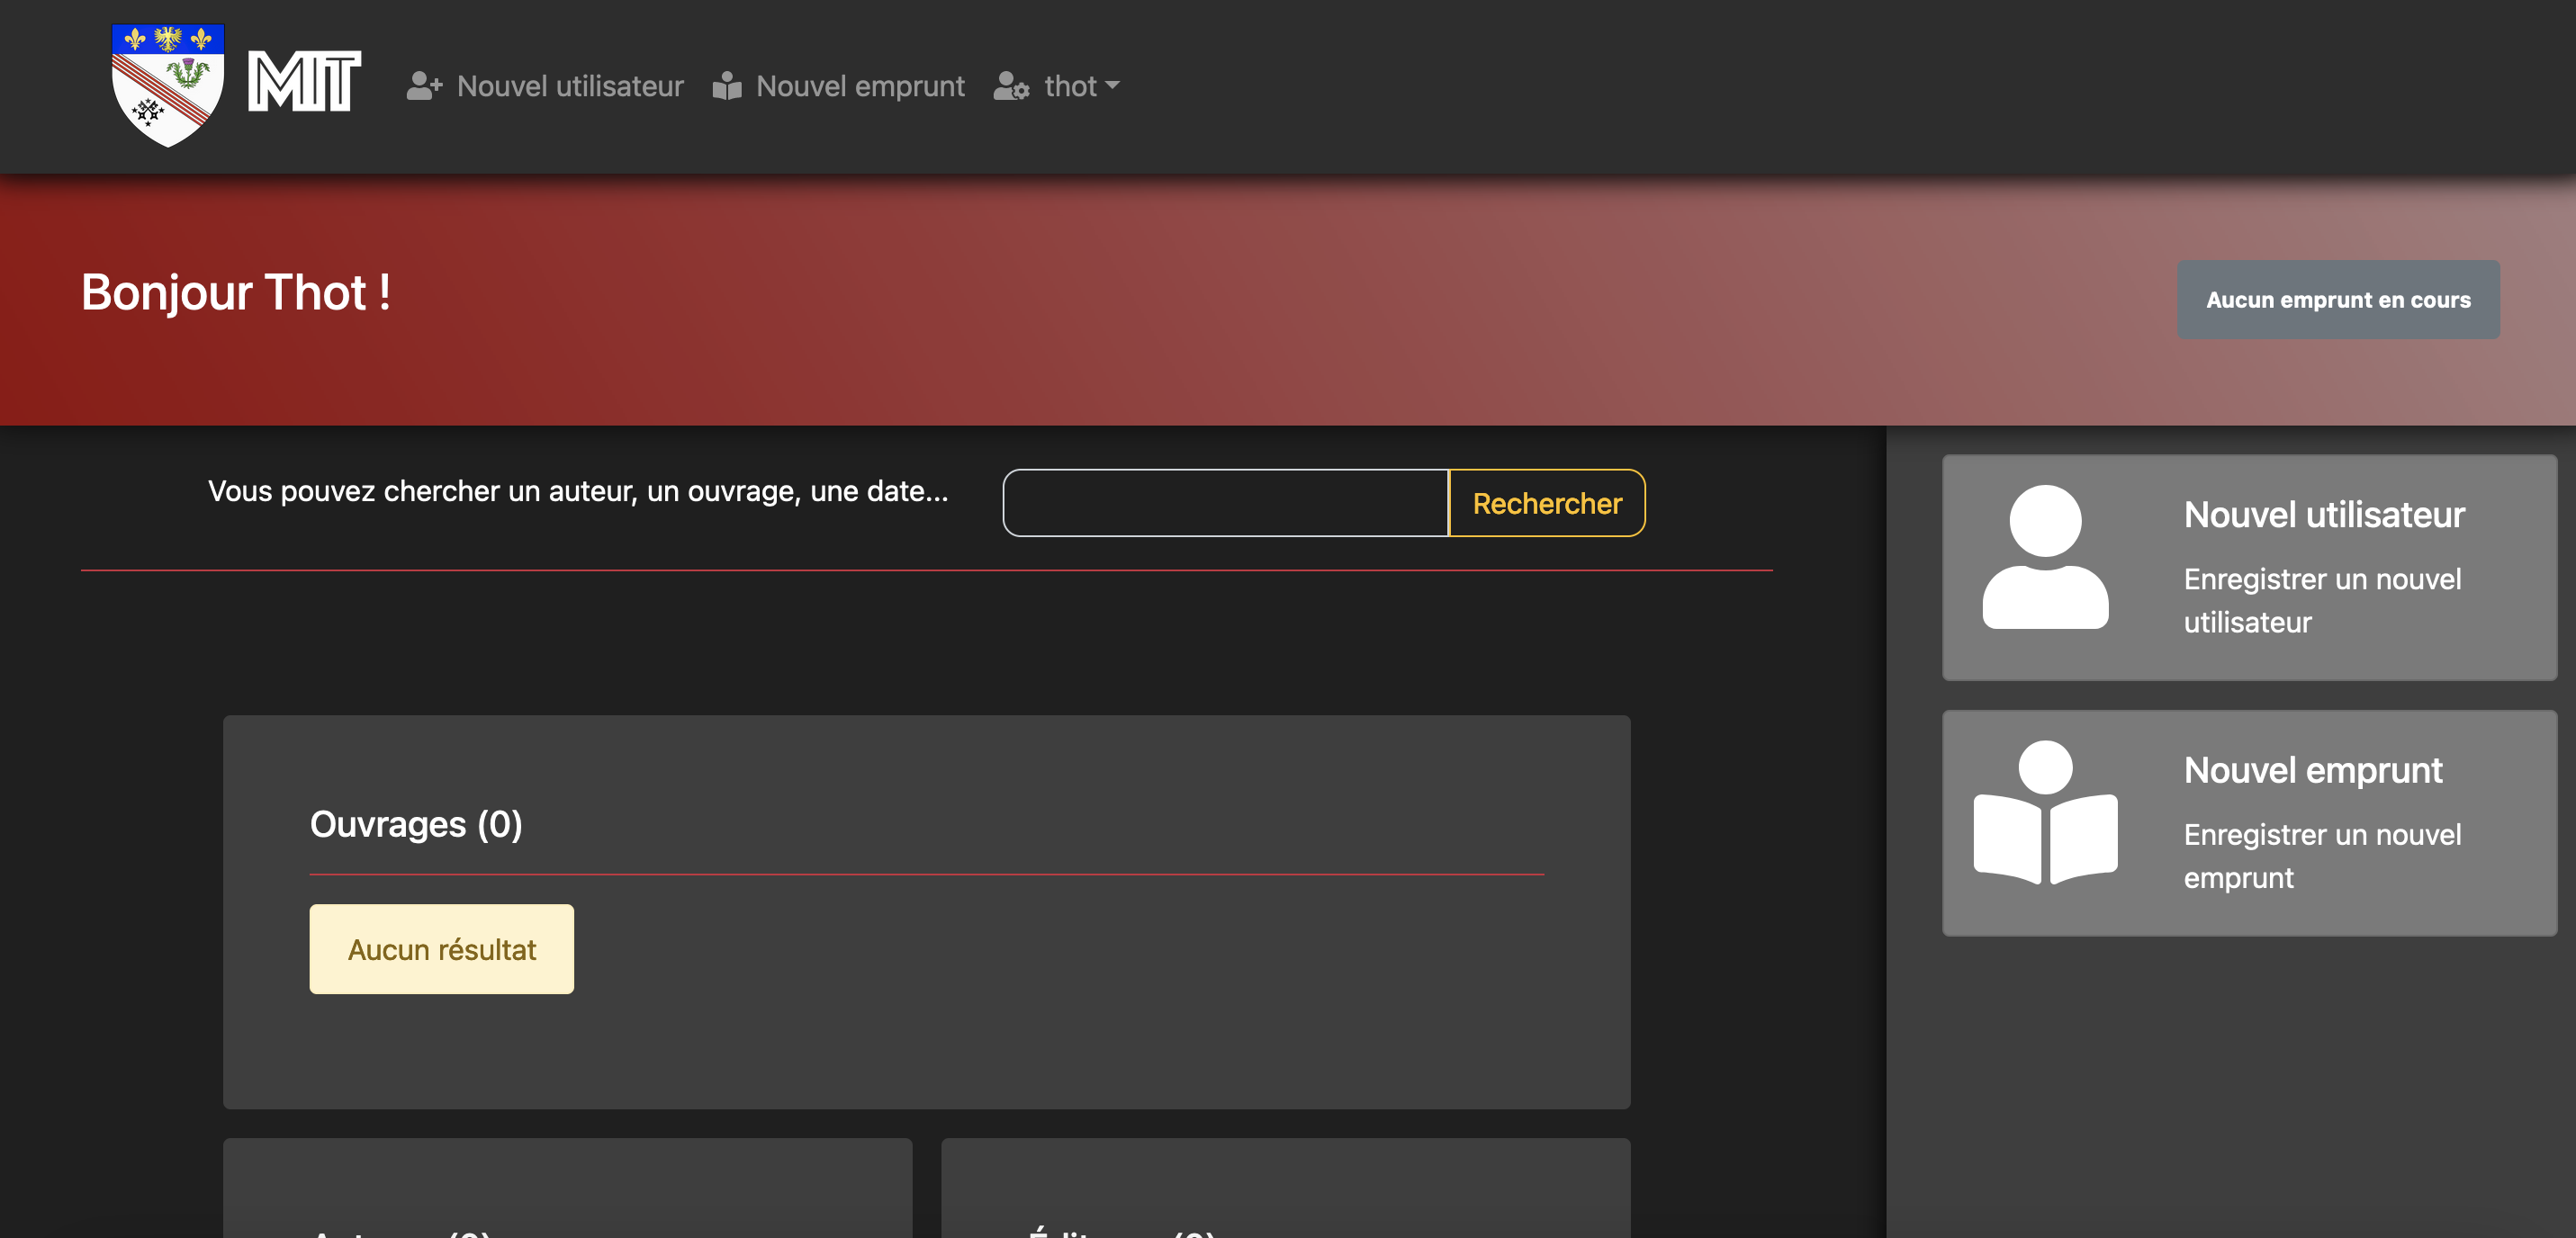 MIT
Nouvel utilisateur
Nouvel emprunt
thot
Bonjour Thot !
Aucun emprunt en cours
Vous pouvez chercher un auteur, un ouvrage, une date...
Rechercher
Nouvel utilisateur
Enregistrer un nouvel
utilisateur
Nouvel emprunt
Enregistrer un nouvel
emprunt
Ouvrages (0)
Aucun résultat